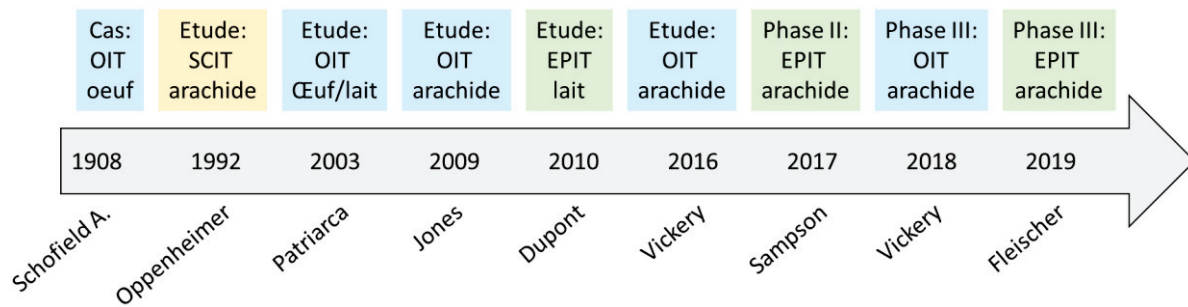 Cas:
OIT
oeuf
Etude:
SCIT
arachide
Etude:
OIT
Œuf/lait
Etude:
OIT
arachide
Etude:
EPIT
lait
Etude:
OIT
arachide
Phase II:
EPIT
arachide
Phase III:
OIT
arachide
Phase III:
EPIT
arachide
1908
1992
2003
2009
2010
2016
2017
2018
2019
Schofield A.
Oppenheimer
Patriarca
Jones
Dupont
Vickery
Sampson
Vickery
Fleischer